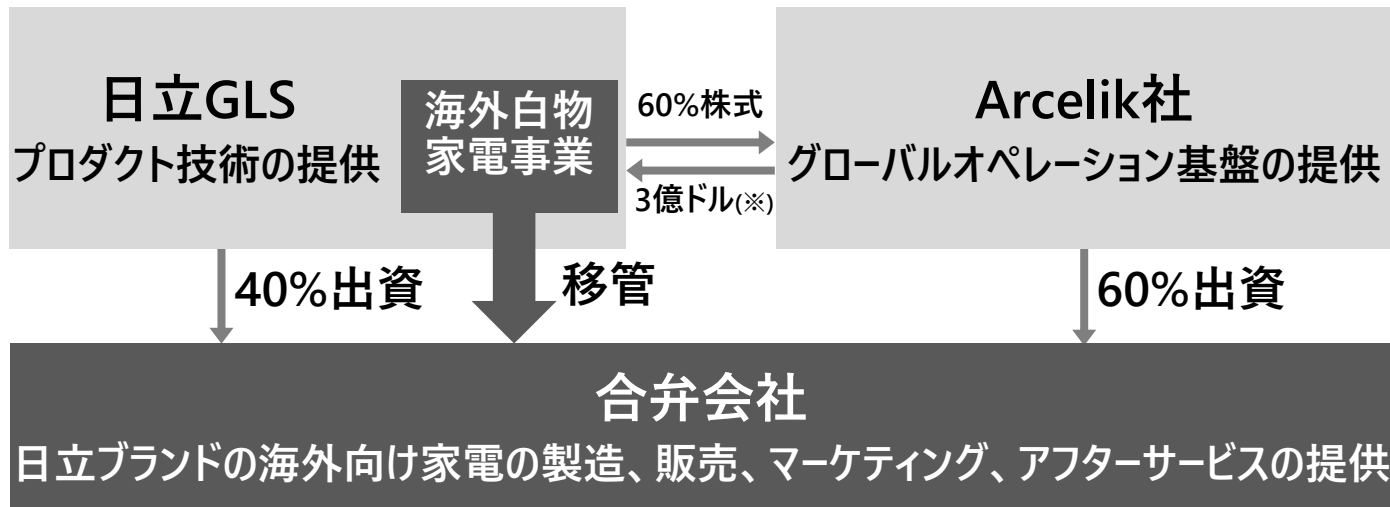 日立GLS
プロダクト技術の提供
海外白物
家電事業
60%株式
3億ドル(※)
Arcelik社
グローバルオペレーション基盤の提供
40%出資
移管
60%出資
合弁会社
日立ブランドの海外向け家電の製造、販売、マーケティング、アフターサービスの提供